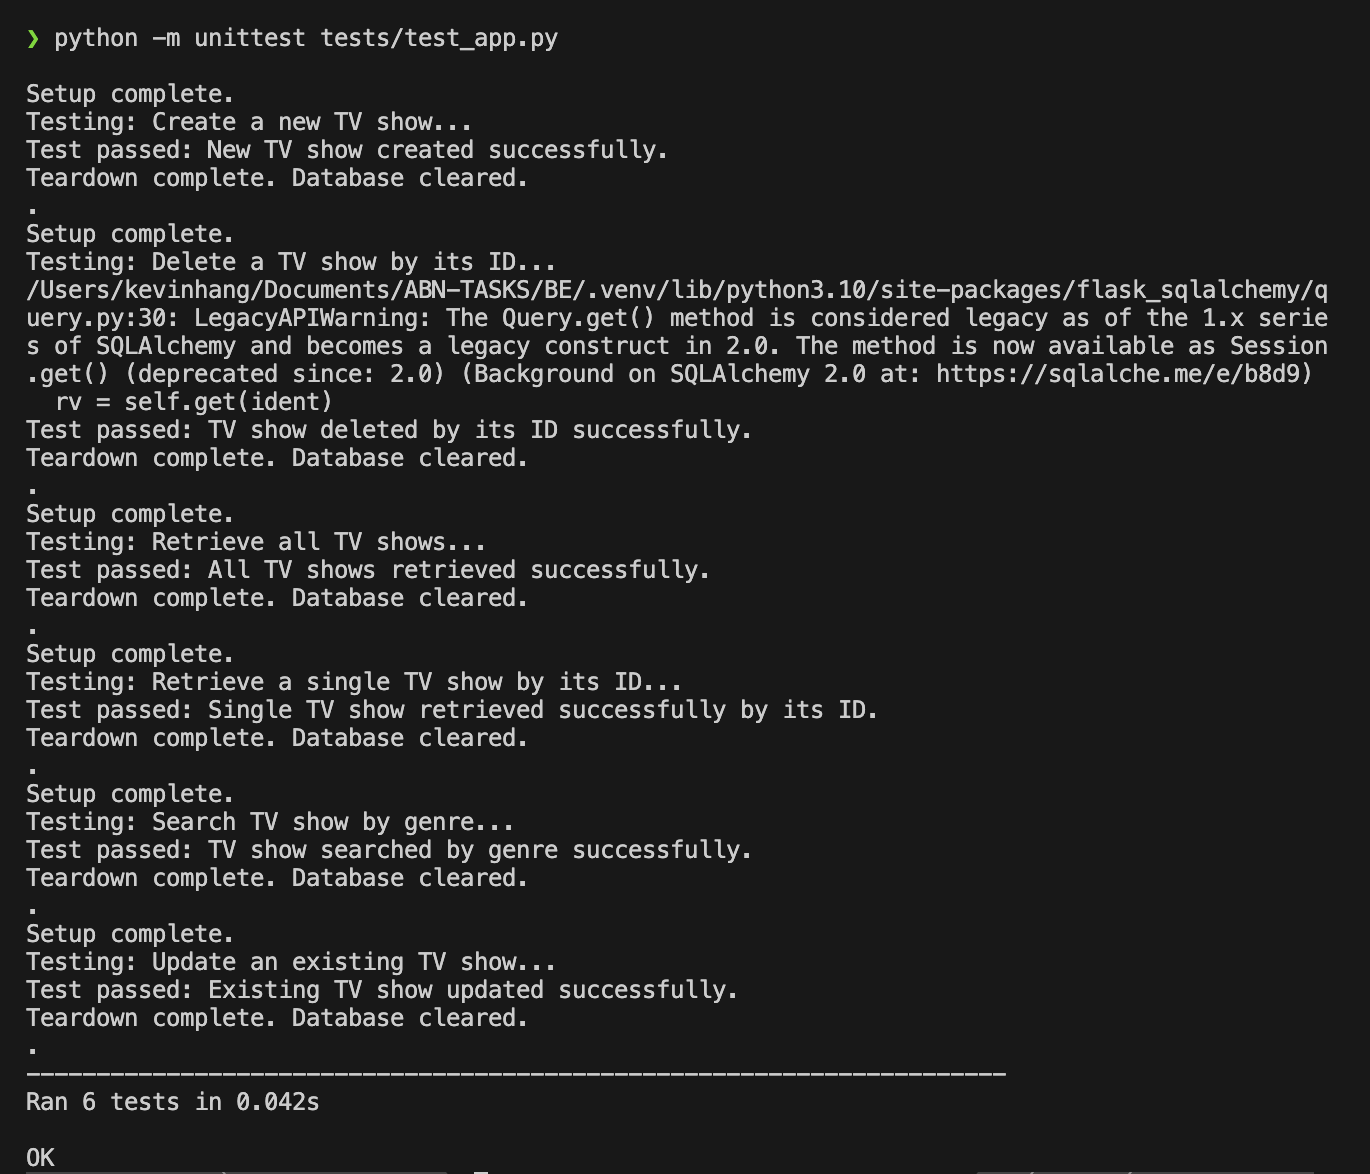 ❯ python -m unittest tests/test_app.py
Setup complete.
Testing: Create a new TV show...
Test passed: New TV show created successfully.
Teardown complete. Database cleared.
.
Setup complete.
Testing: Delete a TV show by its ID...
/Users/kevinhang/Documents/ABN-TASKS/BE/.venv/lib/python3.10/site-packages/flask_sqlalchemy/q
uery.py:30: LegacyAPIWarning: The Query.get() method is considered legacy as of the 1.x serie
s of SQLAlchemy and becomes a legacy construct in 2.0. The method is now available as Session
.get() (deprecated since: 2.0) (Background on SQLAlchemy 2.0 at: https://sqlalche.me/e/b8d9)
  rv = self.get(ident)
Test passed: TV show deleted by its ID successfully.
Teardown complete. Database cleared.
.
Setup complete.
Testing: Retrieve all TV shows...
Test passed: All TV shows retrieved successfully.
Teardown complete. Database cleared.
.
Setup complete.
Testing: Retrieve a single TV show by its ID...
Test passed: Single TV show retrieved successfully by its ID.
Teardown complete. Database cleared.
.
Setup complete.
Testing: Search TV show by genre...
Test passed: TV show searched by genre successfully.
Teardown complete. Database cleared.
.
Setup complete.
Testing: Update an existing TV show...
Test passed: Existing TV show updated successfully.
Teardown complete. Database cleared.
.
----------------------------------------------------------------------
Ran 6 tests in 0.042s
OK